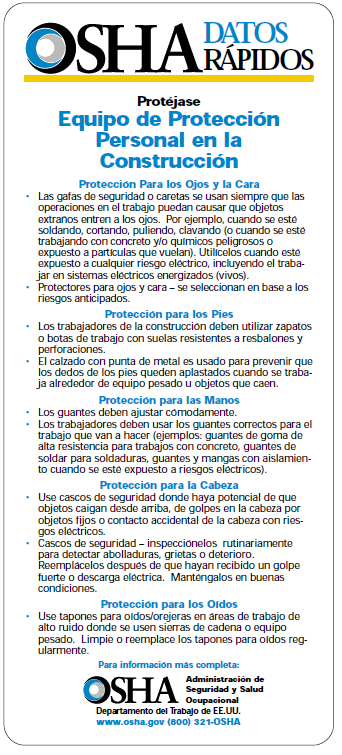 OSHA DATOS
RÁPIDOS
Protéjase
Equipo de Protección
Personal en la
Construcción
Protección Para los Ojos y la Cara
• Las gafas de seguridad o caretas se usan siempre que las
operaciones en el trabajo puedan causar que objetos
extraños entren a los ojos. Por ejemplo, cuando se esté
soldando, cortando, puliendo, clavando (o cuando se esté
trabajando con concreto y/o químicos peligrosos o
expuesto a partículas que vuelan). Utilícelos cuando esté
expuesto a cualquier riesgo eléctrico, incluyendo el traba-
jar en sistemas eléctricos energizados (vivos).
• Protectores para ojos y cara – se seleccionan en base a los
riesgos anticipados.
Protección para los Pies
• Los trabajadores de la construcción deben utilizar zapatos
o botas de trabajo con suelas resistentes a resbalones y
perforaciones.
• El calzado con punta de metal es usado para prevenir que
los dedos de los pies queden aplastados cuando se traba-
ja alrededor de equipo pesado u objetos que caen.
Protección para las Manos
• Los guantes deben ajustar cómodamente.
• Los trabajadores deben usar los guantes correctos para el
trabajo que van a hacer (ejemplos: guantes de goma de
alta resistencia para trabajos con concreto, guantes de
soldar para soldaduras, guantes y mangas con aislamien-
to cuando se esté expuesto a riesgos eléctricos).
Protección para la Cabeza
• Use cascos de seguridad donde haya potencial de que
objetos caigan desde arriba, de golpes en la cabeza por
objetos fijos o contacto accidental de la cabeza con ries-
gos eléctricos.
• Cascos de seguridad – inspecciónelos rutinariamente
para detectar abolladuras, grietas o deterioro.
Reemplácelos después de que hayan recibido un golpe
fuerte o descarga eléctrica. Manténgalos en buenas
condiciones.
Protección para los Oídos
• Use tapones para oídos/orejeras en áreas de trabajo de
alto ruido donde se usen sierras de cadena o equipo
pesado. Limpie o reemplace los tapones para oídos reg-
ularmente.
Para información más completa:
OSHA Administración de
Seguridad y Salud
Ocupacional
Departamento del Trabajo de EE.UU.
www.osha.gov (800) 321-OSHA